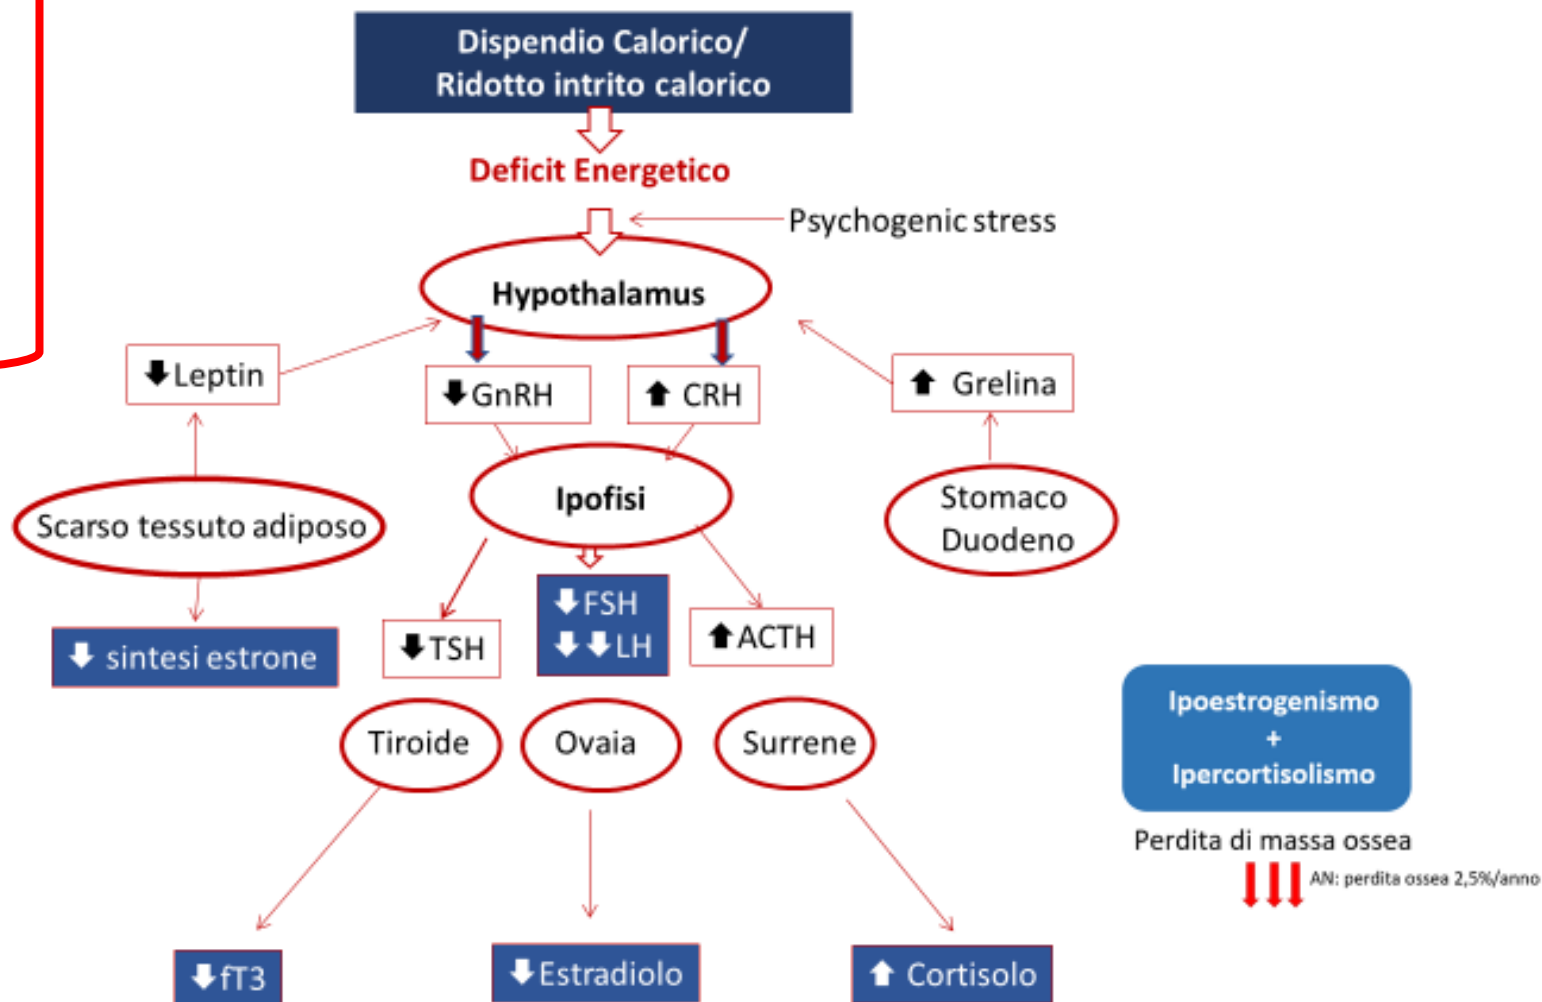 Dispendio Calorico/
Ridotto intrito calorico
Deficit Energetico
Psychogenic stress
Hypothalamus
Leptin
GnRH
CRH
Grelina
Scarso tessuto adiposo
Ipofisi
Stomaco
Duodeno
sintesi estrone
TSH
FSH
LH
ACTH
Tiroide
Ovaia
Surrene
Ipoestrogenismo
+
Ipercortisolismo
Perdita di massa ossea
AN: perdita ossea 2,5%/anno
fT3
Estradiolo
Cortisolo